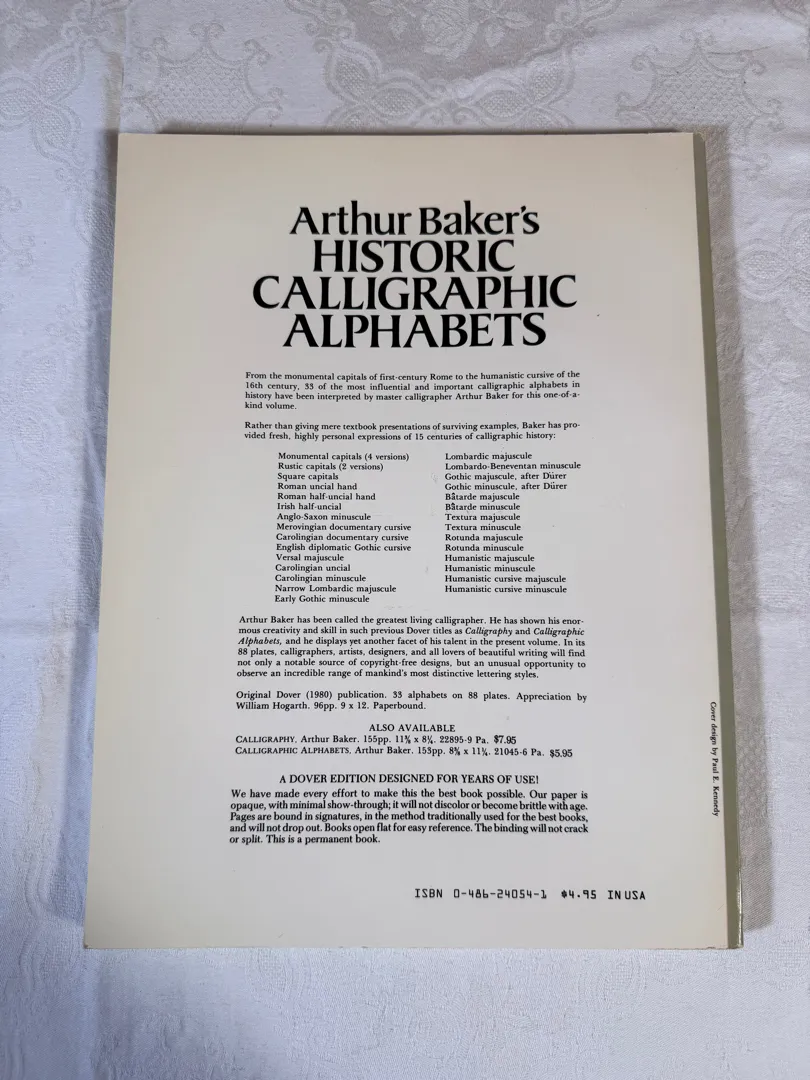 Arthur Baker's
HISTORIC
CALLIGRAPHIC
ALPHABETS
From the monumental capitals of first-century Rome to the humanistic cursive of the
16th century, 33 of the most influential and important calligraphic alphabets in
history have been interpreted by master calligrapher Arthur Baker for this one-of-a-
kind volume.
Rather than giving mere textbook presentations of surviving examples, Baker has pro-
vided fresh, highly personal expressions of 15 centuries of calligraphic history:
Monumental capitals (4 versions)
Rustic capitals (2 versions)
Square capitals
Roman uncial hand
Roman half-uncial hand
Irish half-uncial
Anglo-Saxon minuscule
Merovingian documentary cursive
Carolingian documentary cursive
English diplomatic Gothic cursive
Versal majuscule
Carolingian uncial
Carolingian minuscule
Narrow Lombardic majuscule
Early Gothic minuscule
Lombardic majuscule
Lombardo-Beneventan minuscule
Gothic majuscule, after Dürer
Gothic minuscule, after Dürer
Bâtarde majuscule
Bâtarde minuscule
Textura majuscule
Textura minuscule
Rotunda majuscule
Rotunda minuscule
Humanistic majuscule
Humanistic minuscule
Humanistic cursive majuscule
Humanistic cursive minuscule
Arthur Baker has been called the greatest living calligrapher. He has shown his enor-
mous creativity and skill in such previous Dover titles as Calligraphy and Calligraphic
Alphabets, and he displays yet another facet of his talent in the present volume. In its
88 plates, calligraphers, artists, designers, and all lovers of beautiful writing will find
not only a notable source of copyright-free designs, but an unusual opportunity to
observe an incredible range of mankind's most distinctive lettering styles.
Original Dover (1980) publication. 33 alphabets on 88 plates. Appreciation by
William Hogarth. 96pp. 9 x 12. Paperbound.
ALSO AVAILABLE
CALLIGRAPHY, Arthur Baker. 155pp. 11⅜ x 8¼. 22895-9 Pa. $7.95
CALLIGRAPHIC ALPHABETS, Arthur Baker. 153pp. 8⅜ x 11¼. 21045-6 Pa. $5.95
A DOVER EDITION DESIGNED FOR YEARS OF USE!
We have made every effort to make this the best book possible. Our paper is
opaque, with minimal show-through; it will not discolor or become brittle with age.
Pages are bound in signatures, in the method traditionally used for the best books,
and will not drop out. Books open flat for easy reference. The binding will not crack
or split. This is a permanent book.
ISBN 0-486-24054-1 $4.95 IN USA
Cover design by Paul E. Kennedy